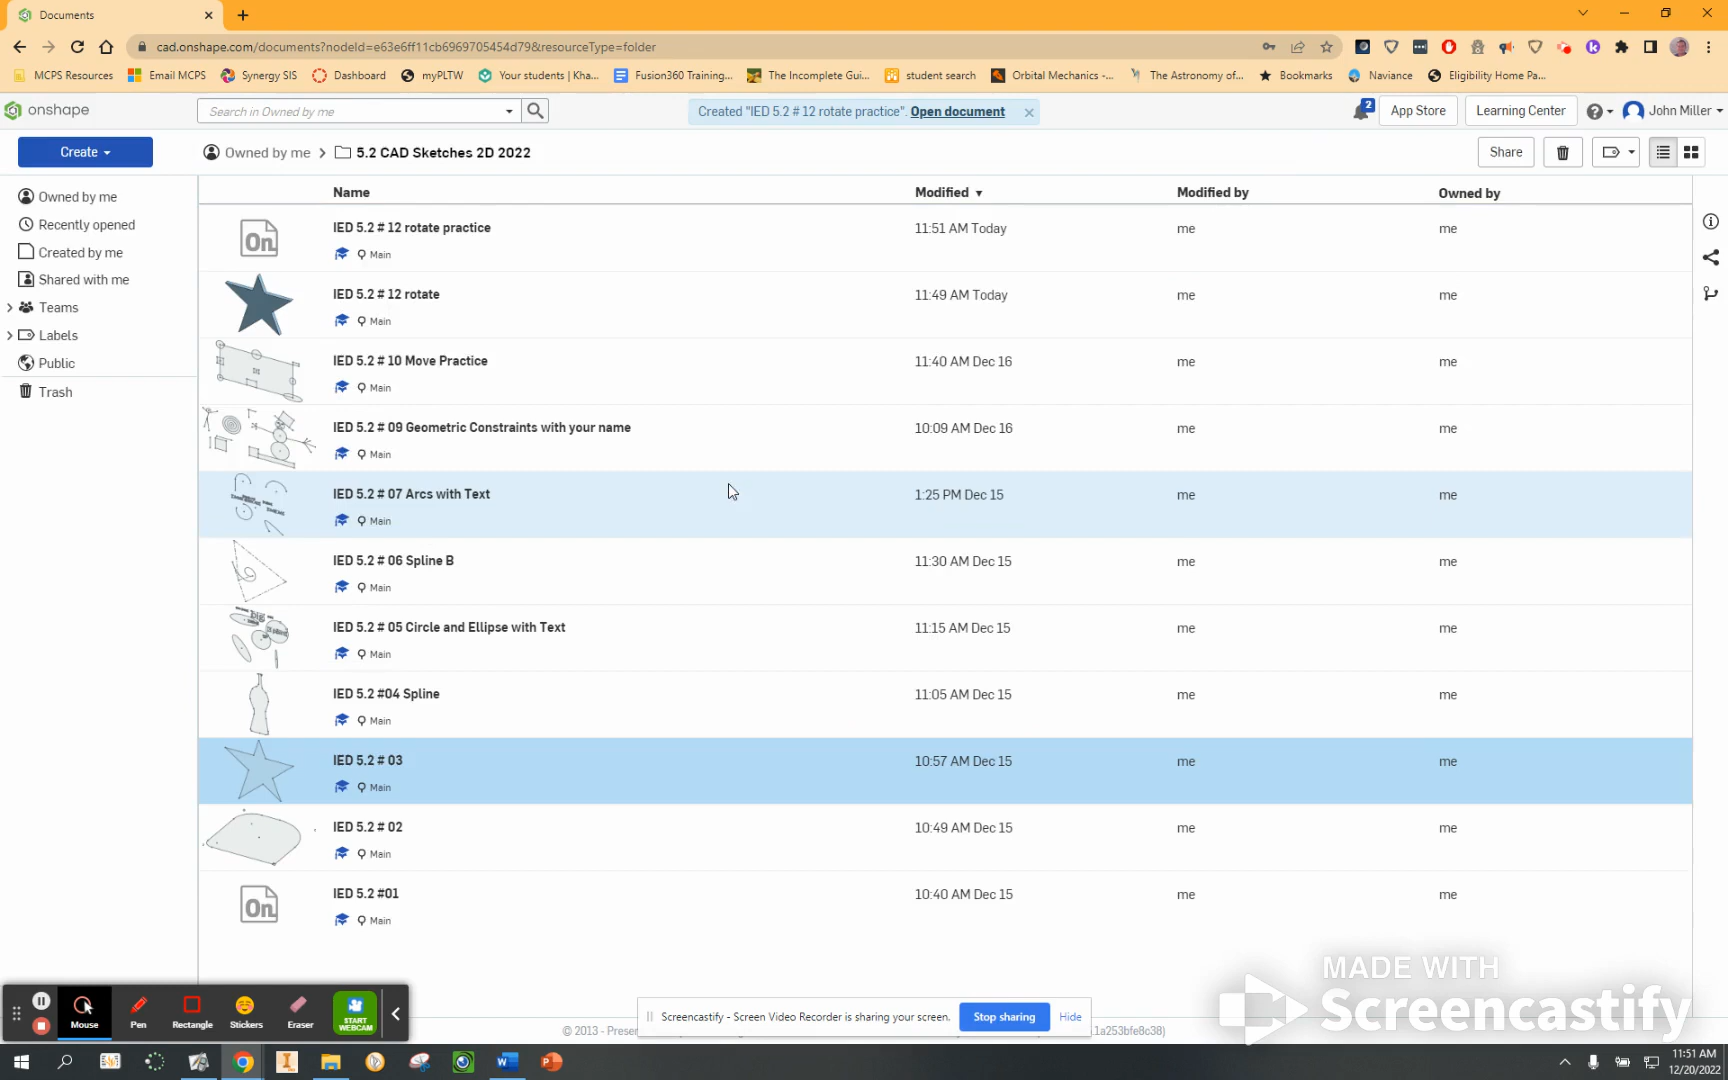 Documents
cad.onshape.com/documents?nodeId=e63e6ff11cb6969705454d79&resourceType=folder
MCPS Resources Email MCPS Synergy SIS Dashboard myPLTW Your students | Kha... Fusion360 Training... The Incomplete Gui... student search Orbital Mechanics -... The Astronomy of... Bookmarks Naviance Eligibility Home Pa...
onshape Search in Owned by me Created "IED 5.2 # 12 rotate practice". Open document 2 App Store Learning Center John Miller
Create Owned by me 5.2 CAD Sketches 2D 2022 Share
Owned by me
Recently opened
Created by me
Shared with me
Teams
Labels
Public
Trash
Name Modified Modified by Owned by
IED 5.2 # 12 rotate practice 11:51 AM Today me me
Main
IED 5.2 # 12 rotate 11:49 AM Today me me
Main
IED 5.2 # 10 Move Practice 11:40 AM Dec 16 me me
Main
IED 5.2 # 09 Geometric Constraints with your name 10:09 AM Dec 16 me me
Main
IED 5.2 # 07 Arcs with Text 1:25 PM Dec 15 me me
Main
IED 5.2 # 06 Spline B 11:30 AM Dec 15 me me
Main
IED 5.2 # 05 Circle and Ellipse with Text 11:15 AM Dec 15 me me
Main
IED 5.2 #04 Spline 11:05 AM Dec 15 me me
Main
IED 5.2 # 03 10:57 AM Dec 15 me me
Main
IED 5.2 # 02 10:49 AM Dec 15 me me
Main
IED 5.2 #01 10:40 AM Dec 15 me me
Main
MADE WITH
Screencastify
Mouse Pen Rectangle Stickers Eraser START WEBCAM
Screencastify - Screen Video Recorder is sharing your screen. Stop sharing Hide
© 2013 - Presen 1a253bfe8c38)
11:51 AM
12/20/2022